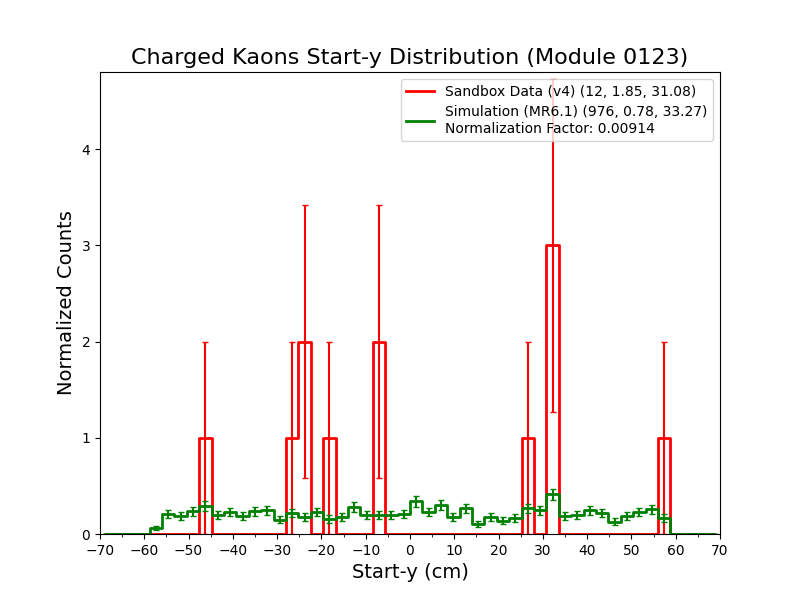 Charged Kaons Start-y Distribution (Module 0123)
Sandbox Data (v4) (12, 1.85, 31.08)
Simulation (MR6.1) (976, 0.78, 33.27)
Normalization Factor: 0.00914
Normalized Counts
4
3
2
1
0
−70 −60 −50 −40 −30 −20 −10 0 10 20 30 40 50 60 70
Start-y (cm)